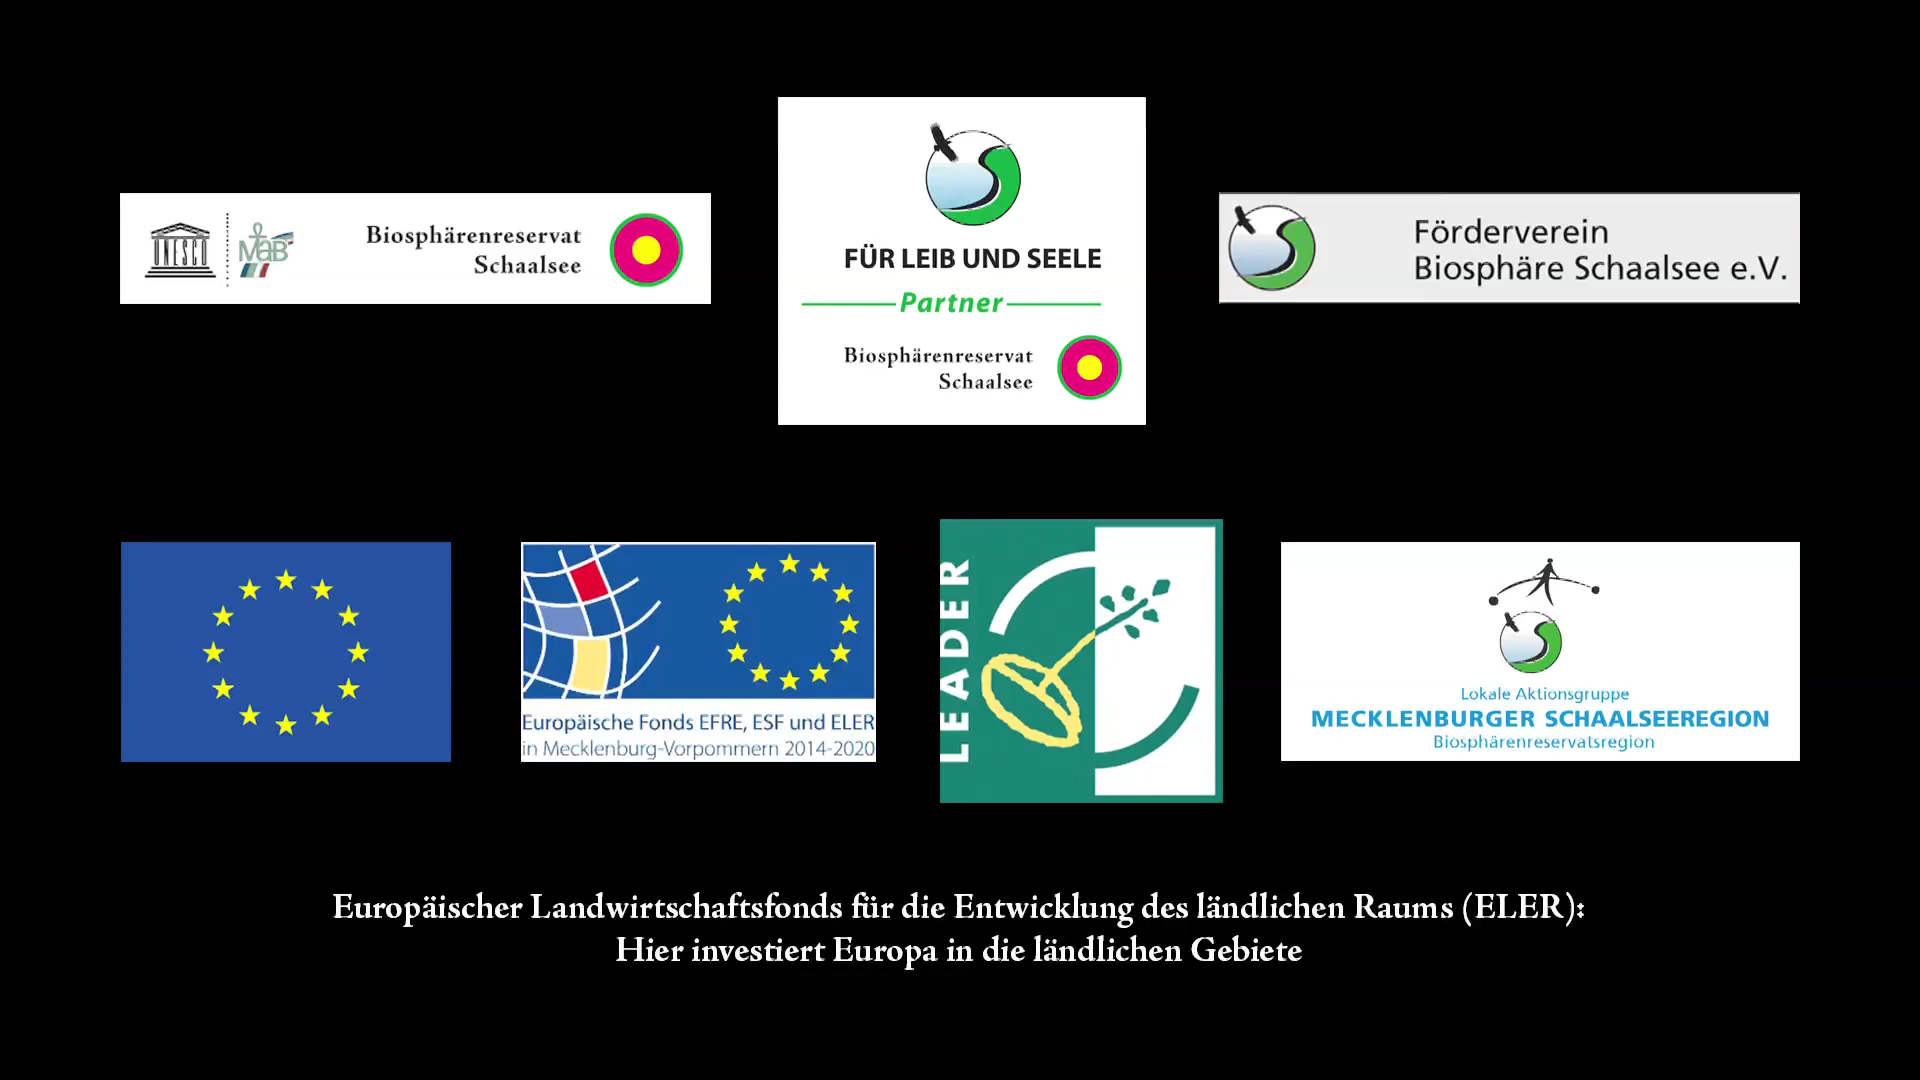 UNESCO
MaB
Biosphärenreservat
Schaalsee
FÜR LEIB UND SEELE
Partner
Biosphärenreservat
Schaalsee
Förderverein
Biosphäre Schaalsee e.V.
Europäische Fonds EFRE, ESF und ELER
in Mecklenburg-Vorpommern 2014-2020
LEADER
Lokale Aktionsgruppe
MECKLENBURGER SCHAALSEEREGION
Biosphärenreservatsregion
Europäischer Landwirtschaftsfonds für die Entwicklung des ländlichen Raums (ELER):
Hier investiert Europa in die ländlichen Gebiete